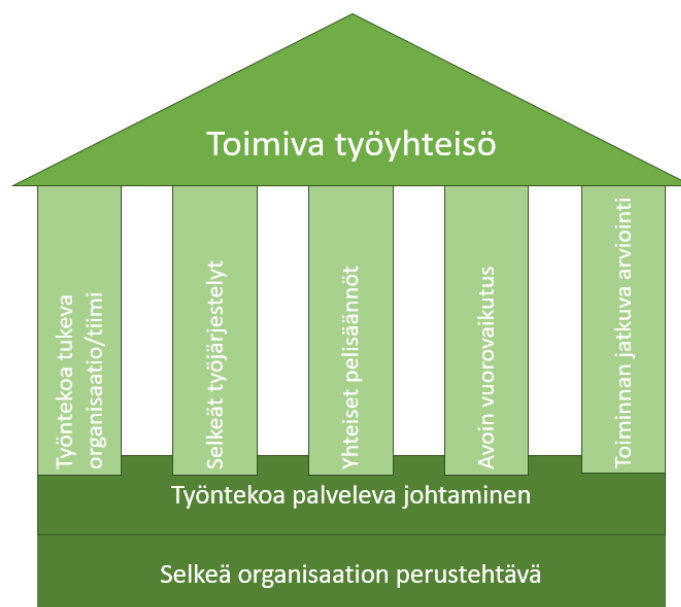 Toimiva työyhteisö
Työntekoa tukeva
organisaatio/tiimi
Selkeät työjärjestelyt
Yhteiset pelisäännöt
Avoin vuorovaikutus
Toiminnan jatkuva arviointi
Työntekoa palveleva johtaminen
Selkeä organisaation perustehtävä